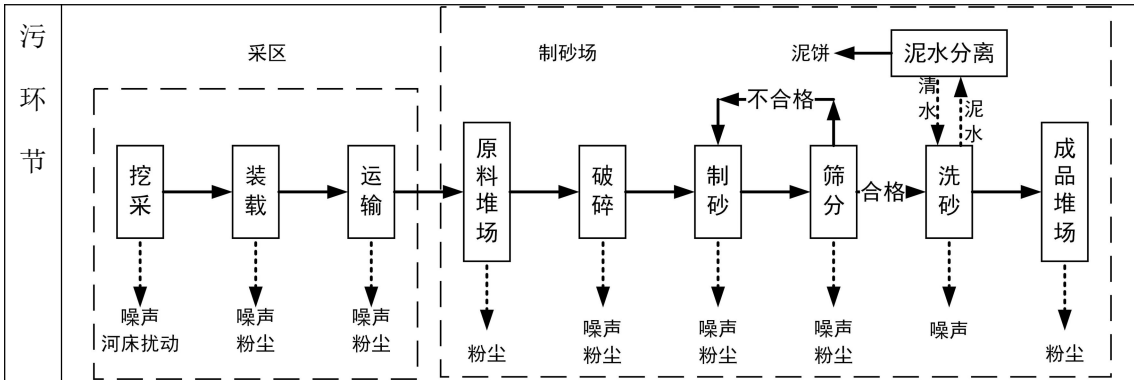 污
环
节
采区
制砂场
泥饼
泥水分离
清水
泥水
不合格
挖采
装载
运输
原料堆场
破碎
制砂
筛分
合格
洗砂
成品堆场
噪声
河床扰动
噪声
粉尘
噪声
粉尘
粉尘
噪声
粉尘
噪声
粉尘
噪声
粉尘
噪声
粉尘